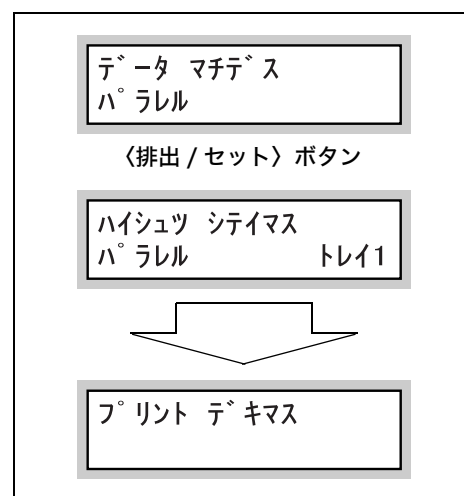 データ マチデス
パラレル
〈排出 / セット〉ボタン
ハイシュツ シテイマス
パラレル トレイ1
プリント デキマス